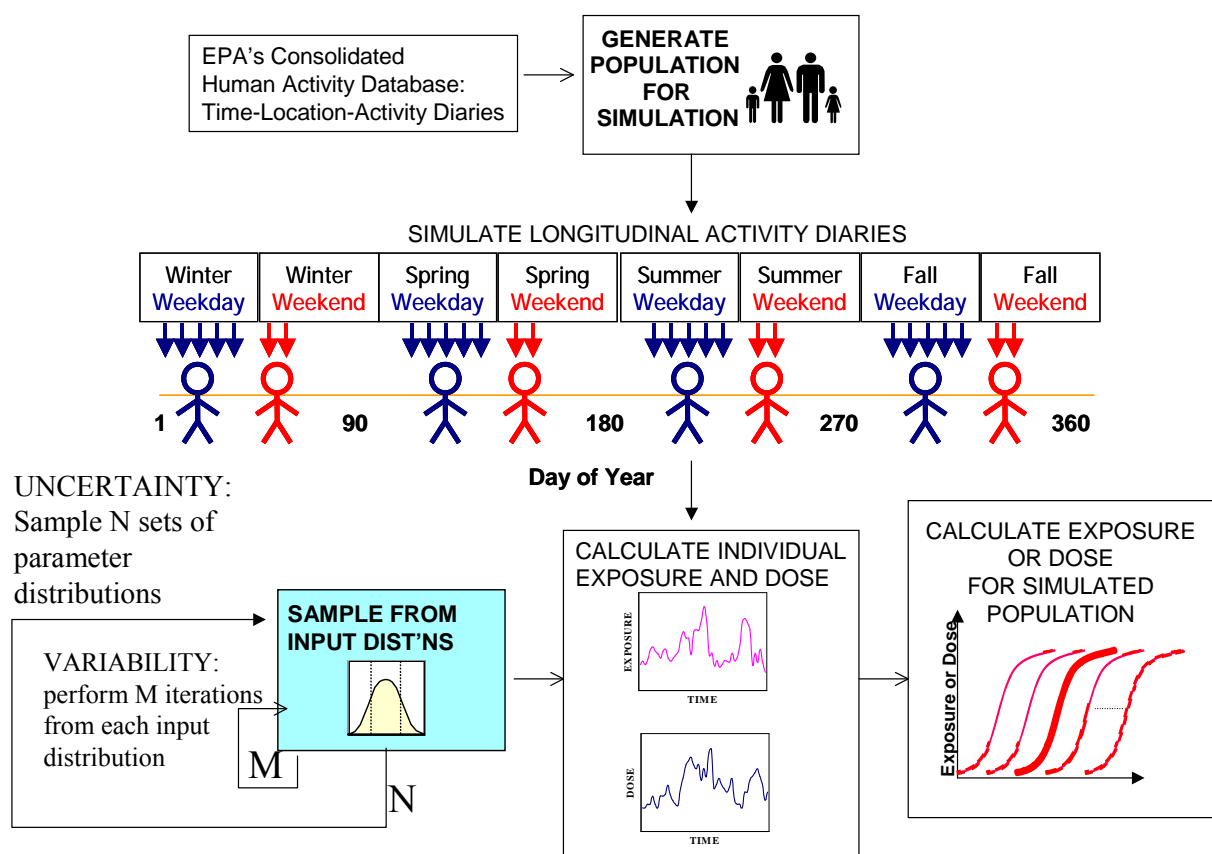 EPA's Consolidated
Human Activity Database:
Time-Location-Activity Diaries
GENERATE
POPULATION
FOR
SIMULATION
SIMULATE LONGITUDINAL ACTIVITY DIARIES
Winter
Weekday
Winter
Weekend
Spring
Weekday
Spring
Weekend
Summer
Weekday
Summer
Weekend
Fall
Weekday
Fall
Weekend
1
90
180
270
360
Day of Year
UNCERTAINTY:
Sample N sets of
parameter
distributions
VARIABILITY:
perform M iterations
from each input
distribution
M
N
SAMPLE FROM
INPUT DIST'NS
CALCULATE INDIVIDUAL
EXPOSURE AND DOSE
EXPOSURE
TIME
DOSE
TIME
CALCULATE EXPOSURE
OR DOSE
FOR SIMULATED
POPULATION
Exposure or Dose